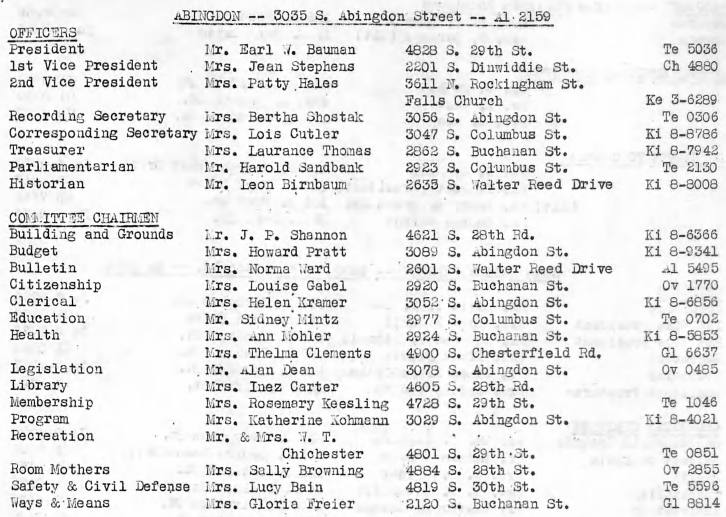 ABINGDON -- 3035 S. Abingdon Street -- Al 2159
OFFICERS
President Mr. Earl W. Bauman 4828 S. 29th St. Te 5036
1st Vice President Mrs. Jean Stephens 2201 S. Dinwiddie St. Ch 4880
2nd Vice President Mrs. Patty Hales 3611 N. Rockingham St.
Falls Church Ke 3-6289
Recording Secretary Mrs. Bertha Shostak 3056 S. Abingdon St. Te 0306
Corresponding Secretary Mrs. Lois Cutler 3047 S. Columbus St. Ki 8-8786
Treasurer Mrs. Laurance Thomas 2862 S. Buchanan St. Ki 8-7942
Parliamentarian Mr. Harold Sandbank 2923 S. Columbus St. Te 2130
Historian Mr. Leon Birnbaum 2635 S. Walter Reed Drive Ki 8-8008
COMMITTEE CHAIRMEN
Building and Grounds Mr. J. P. Shannon 4621 S. 28th Rd. Ki 8-6366
Budget Mrs. Howard Pratt 3089 S. Abingdon St. Ki 8-9341
Bulletin Mrs. Norma Ward 2601 S. Walter Reed Drive Al 5495
Citizenship Mrs. Louise Gabel 2920 S. Buchanan St. Ov 1770
Clerical Mrs. Helen Kramer 3052 S. Abingdon St. Ki 8-6856
Education Mr. Sidney Mintz 2977 S. Columbus St. Te 0702
Health Mrs. Ann Mohler 2924 S. Buchanan St. Ki 8-5853
Mrs. Thelma Clements 4900 S. Chesterfield Rd. Gl 6637
Legislation Mr. Alan Dean 3078 S. Abingdon St. Ov 0485
Library Mrs. Inez Carter 4605 S. 28th Rd.
Membership Mrs. Rosemary Keesling 4728 S. 29th St. Te 1046
Program Mrs. Katherine Kohmann 3029 S. Abingdon St. Ki 8-4021
Recreation Mr. & Mrs. W. T.
Chichester 4801 S. 29th St. Te 0851
Room Mothers Mrs. Sally Browning 4884 S. 28th St. Ov 2855
Safety & Civil Defense Mrs. Lucy Bain 4819 S. 30th St. Te 5596
Ways & Means Mrs. Gloria Freier 2120 S. Buchanan St. Gl 8814